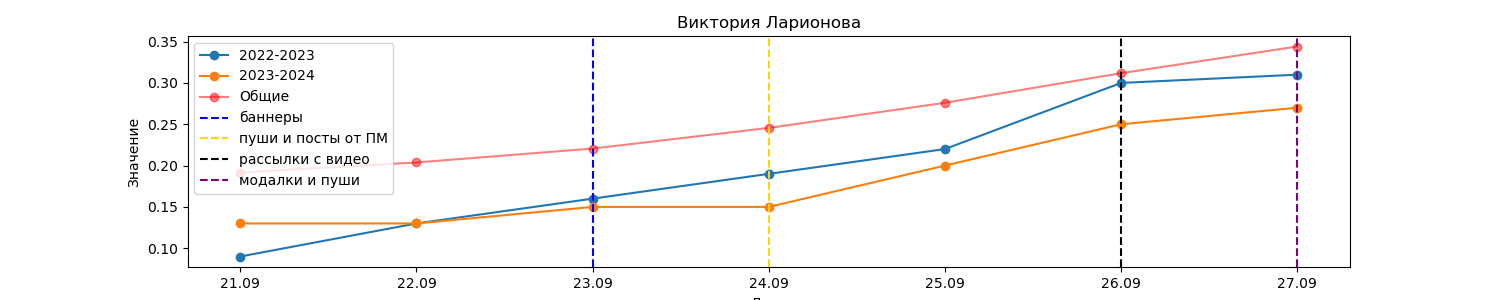 Виктория Ларионова
0.35
0.30
0.25
0.20
0.15
0.10
Значение
2022-2023
2023-2024
Общие
баннеры
пуши и посты от ПМ
рассылки с видео
модалки и пуши
21.09
22.09
23.09
24.09
25.09
26.09
27.09